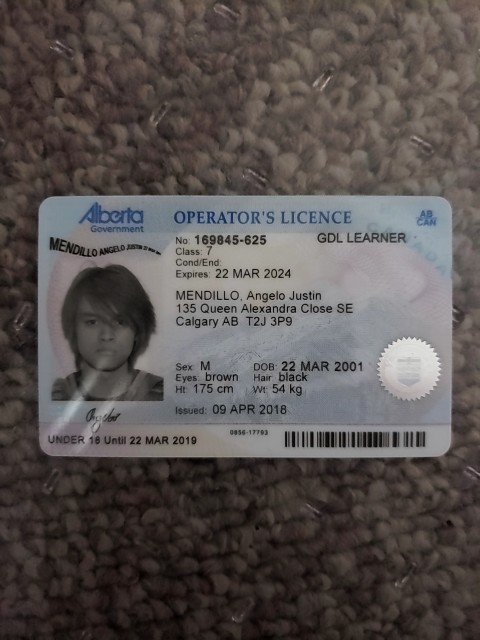 Alberta
Government
OPERATOR'S LICENCE
AB
CAN
No: 169845-625
GDL LEARNER
Class: 7
Cond/End:
Expires: 22 MAR 2024
MENDILLO ANGELO JUSTIN
MENDILLO, Angelo Justin
135 Queen Alexandra Close SE
Calgary AB T2J 3P9
Sex: M
DOB: 22 MAR 2001
Eyes: brown
Hair: black
Ht: 175 cm
Wt: 54 kg
Issued: 09 APR 2018
0856-17793
UNDER 18 Until 22 MAR 2019